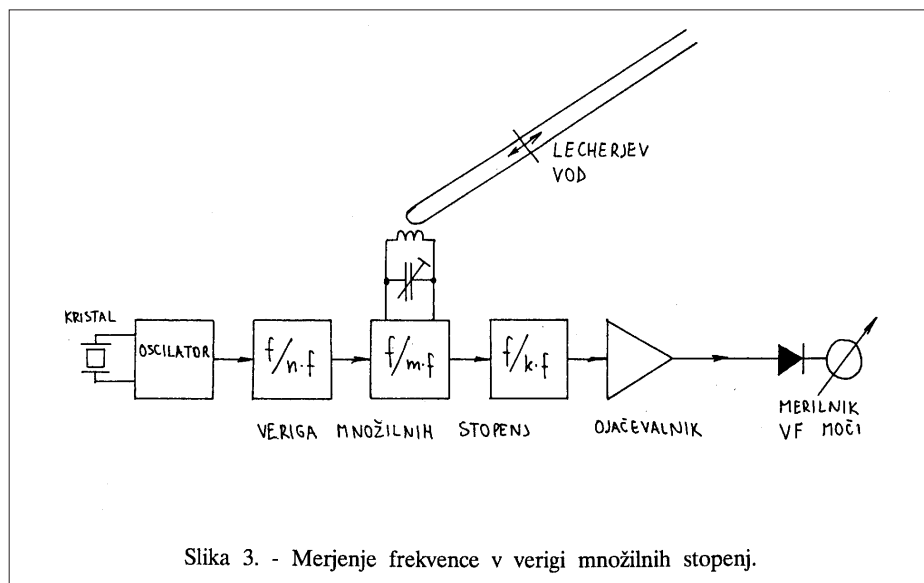 LECHERJEV
VOD
KRISTAL
OSCILATOR
f/n·f
f/m·f
f/k·f
VERIGA MNOŽILNIH STOPENJ
OJAČEVALNIK
MERILNIK
VF MOČI
Slika 3. - Merjenje frekvence v verigi množilnih stopenj.